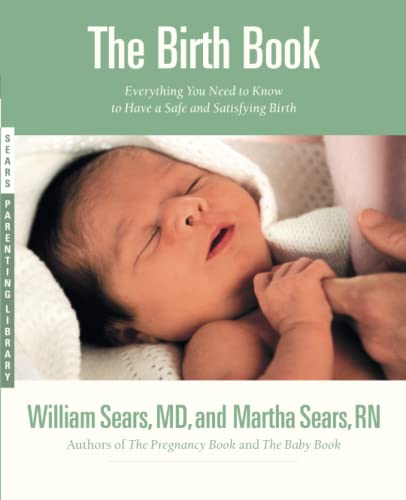 The Birth Book
Everything You Need to Know
to Have a Safe and Satisfying Birth
SEARS PARENTING LIBRARY
William Sears, MD, and Martha Sears, RN
Authors of The Pregnancy Book and The Baby Book